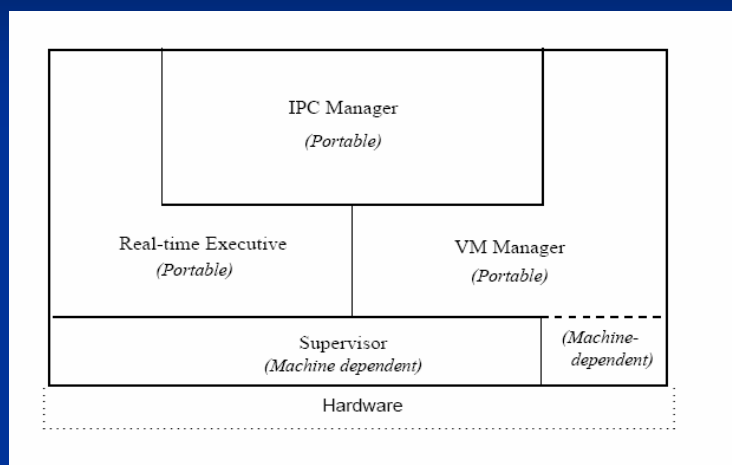 IPC Manager
(Portable)
Real-time Executive
(Portable)
VM Manager
(Portable)
Supervisor
(Machine dependent)
(Machine-
dependent)
Hardware